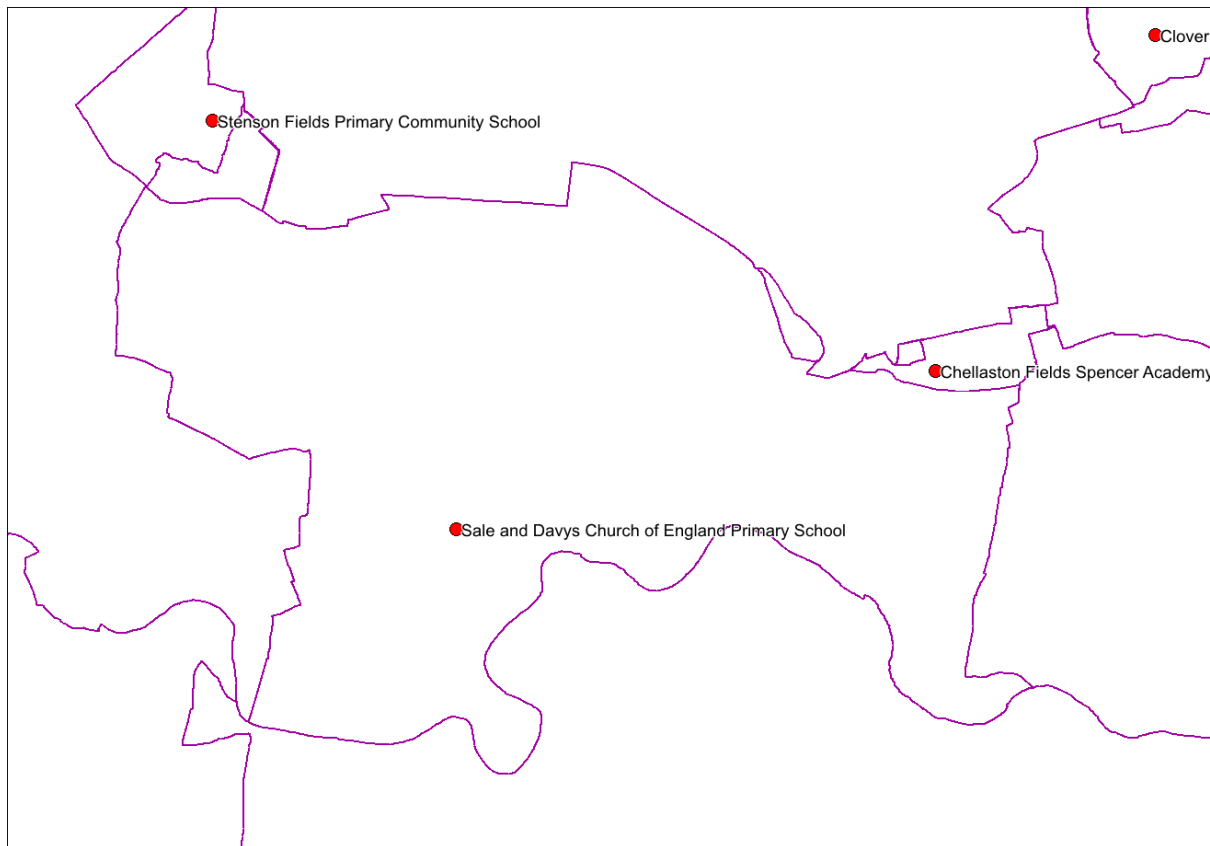 Clover
Stenson Fields Primary Community School
Chellaston Fields Spencer Academy
Sale and Davys Church of England Primary School